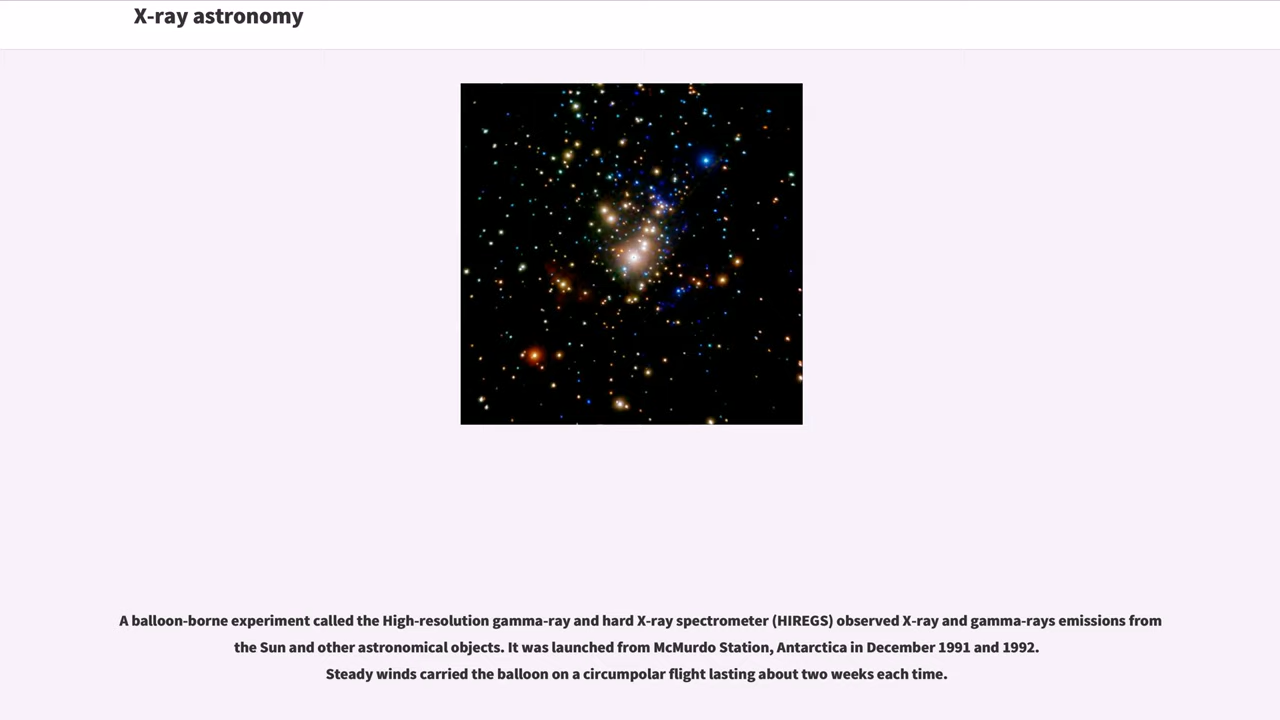 X-ray astronomy
A balloon-borne experiment called the High-resolution gamma-ray and hard X-ray spectrometer (HIREGS) observed X-ray and gamma-rays emissions from
the Sun and other astronomical objects. It was launched from McMurdo Station, Antarctica in December 1991 and 1992.
Steady winds carried the balloon on a circumpolar flight lasting about two weeks each time.